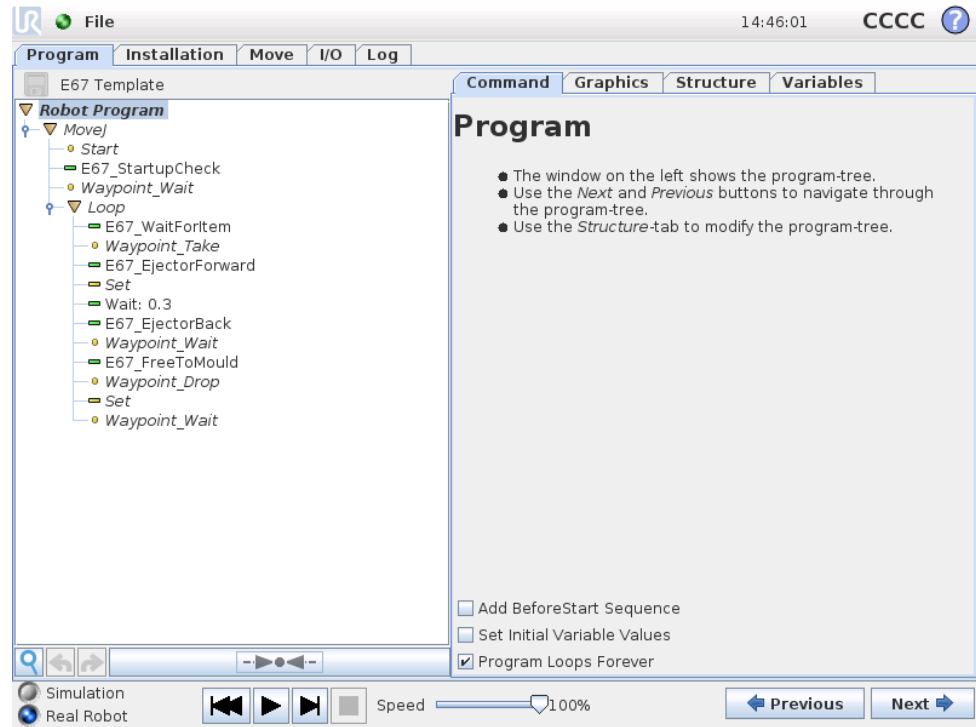 UR File 14:46:01 CCCC ?
Program Installation Move I/O Log
E67 Template
Command Graphics Structure Variables
Robot Program
MoveJ
Start
E67_StartupCheck
Waypoint_Wait
Loop
E67_WaitForItem
Waypoint_Take
E67_EjectorForward
Set
Wait: 0.3
E67_EjectorBack
Waypoint_Wait
E67_FreeToMould
Waypoint_Drop
Set
Waypoint_Wait
Program
The window on the left shows the program-tree.
Use the Next and Previous buttons to navigate through
the program-tree.
Use the Structure-tab to modify the program-tree.
Add BeforeStart Sequence
Set Initial Variable Values
Program Loops Forever
Simulation
Real Robot
Speed 100%
Previous Next